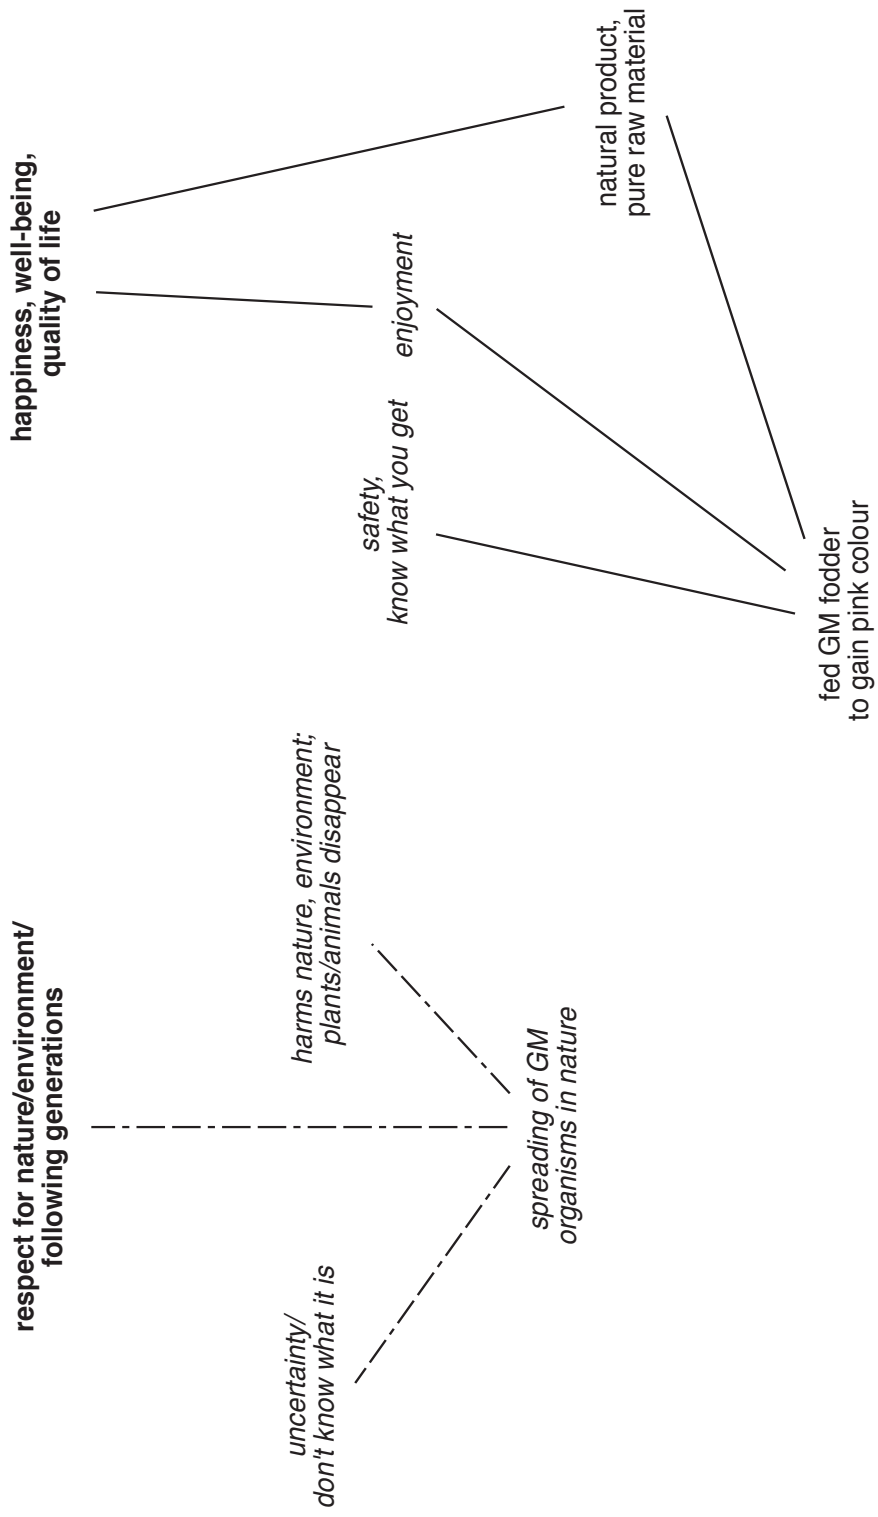 respect for nature/environment/
following generations
happiness, well-being,
quality of life
uncertainty/
don't know what it is
harms nature, environment;
plants/animals disappear
safety,
know what you get
enjoyment
spreading of GM
organisms in nature
natural product,
pure raw material
fed GM fodder
to gain pink colour